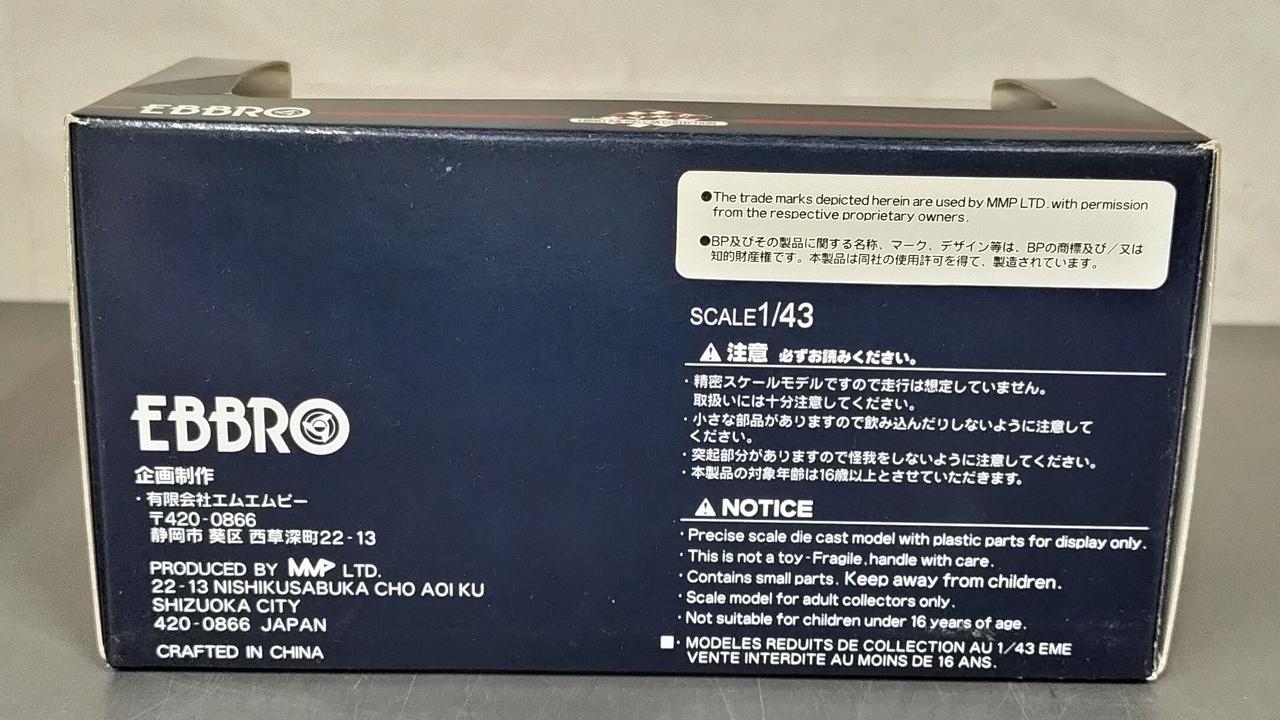 EBBRO
EBBRO RACING CAR COLLECTION
●The trade marks depicted herein are used by MMP LTD. with permission
from the respective proprietary owners.
●BP及びその製品に関する名称、マーク、デザイン等は、BPの商標及び／又は
知的財産権です。本製品は同社の使用許可を得て、製造されています。
SCALE1/43
注意 必ずお読みください。
・精密スケールモデルですので走行は想定していません。
取扱いには十分注意してください。
・小さな部品がありますので飲み込んだりしないように注意して
ください。
・突起部分がありますので怪我をしないように注意してください。
・本製品の対象年齢は16歳以上とさせていただきます。
NOTICE
・Precise scale die cast model with plastic parts for display only.
・This is not a toy-Fragile,handle with care.
・Contains small parts. Keep away from children.
・Scale model for adult collectors only.
・Not suitable for children under 16 years of age.
■・MODELES REDUITS DE COLLECTION AU 1/43 EME
VENTE INTERDITE AU MOINS DE 16 ANS.
EBBRO
企画制作
・有限会社エムエムピー
〒420-0866
静岡市 葵区 西草深町22-13
PRODUCED BY MMP LTD.
22-13 NISHIKUSABUKA CHO AOI KU
SHIZUOKA CITY
420-0866 JAPAN
CRAFTED IN CHINA